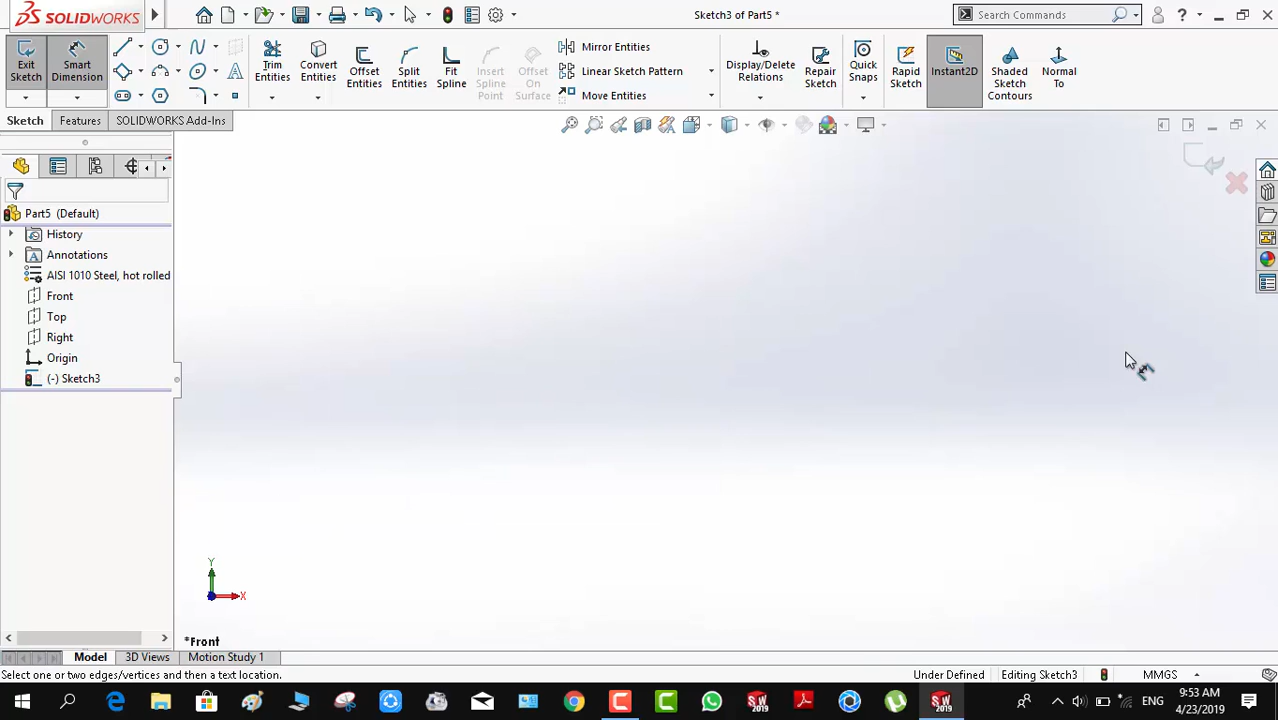 SOLIDWORKS
Sketch3 of Part5 *
Search Commands
?
Exit Sketch
Smart Dimension
Trim Entities
Convert Entities
Offset Entities
Split Entities
Fit Spline
Insert Spline Point
Offset On Surface
Mirror Entities
Linear Sketch Pattern
Move Entities
Display/Delete Relations
Repair Sketch
Quick Snaps
Rapid Sketch
Instant2D
Shaded Sketch Contours
Normal To
Sketch
Features
SOLIDWORKS Add-Ins
Part5 (Default)
History
Annotations
AISI 1010 Steel, hot rolled
Front
Top
Right
Origin
(-) Sketch3
Y
X
*Front
Model
3D Views
Motion Study 1
Select one or two edges/vertices and then a text location.
Under Defined
Editing Sketch3
MMGS
ENG
9:53 AM
4/23/2019